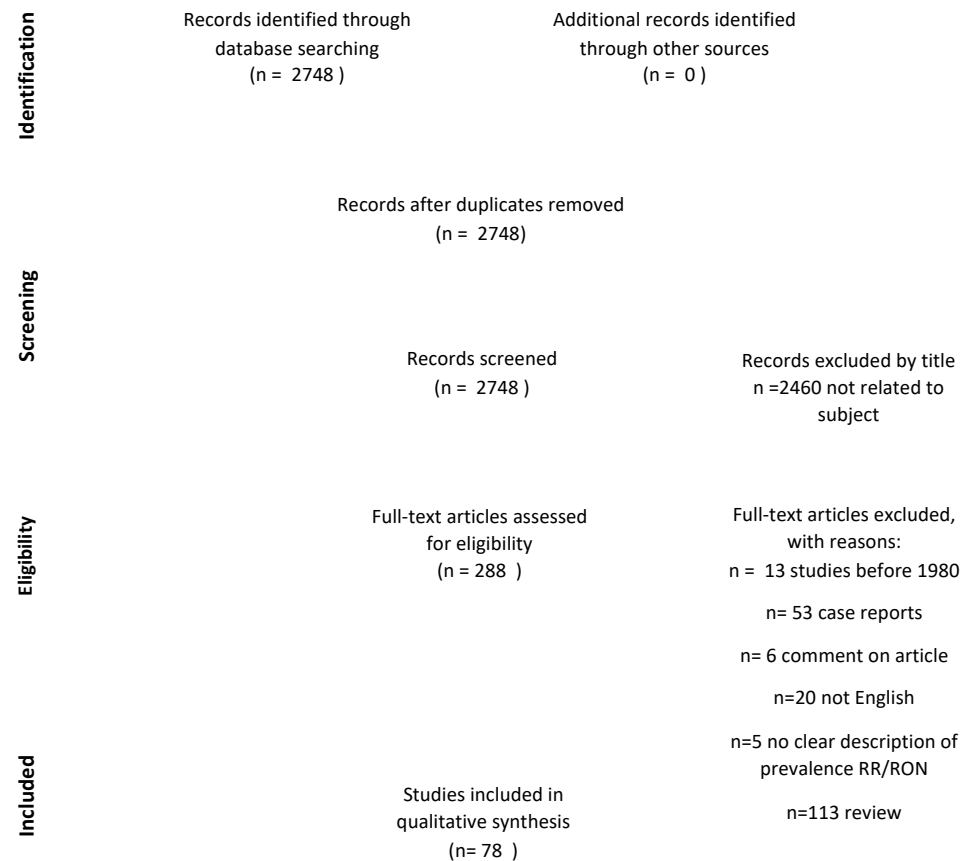 Identification
Records identified through
database searching
(n = 2748 )
Additional records identified
through other sources
(n = 0 )
Records after duplicates removed
(n = 2748)
Screening
Records screened
(n = 2748 )
Records excluded by title
n =2460 not related to
subject
Eligibility
Full-text articles assessed
for eligibility
(n = 288 )
Full-text articles excluded,
with reasons:
n = 13 studies before 1980
n= 53 case reports
n= 6 comment on article
n=20 not English
n=5 no clear description of
prevalence RR/RON
n=113 review
Included
Studies included in
qualitative synthesis
(n= 78 )